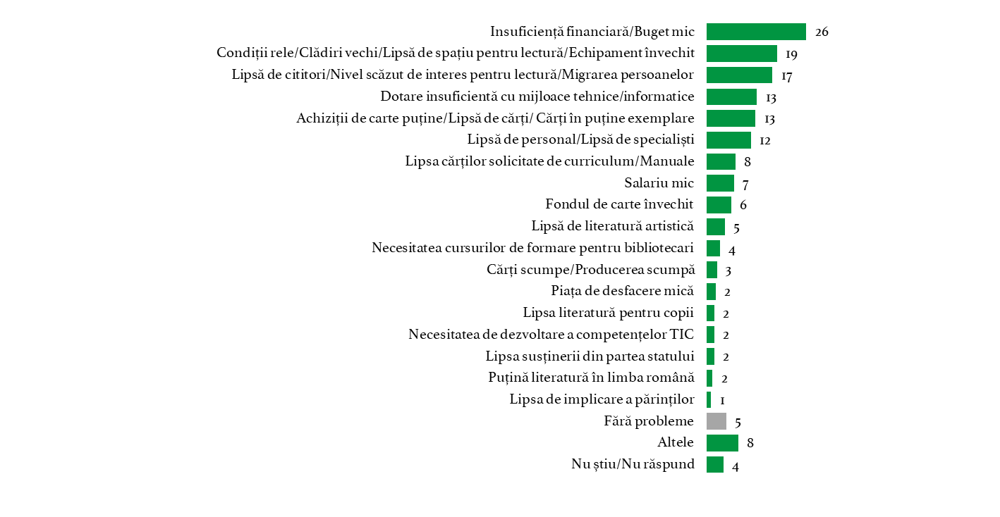 Insuficiență financiară/Buget mic 26
Condiții rele/Clădiri vechi/Lipsă de spațiu pentru lectură/Echipament învechit 19
Lipsă de cititori/Nivel scăzut de interes pentru lectură/Migrarea persoanelor 17
Dotare insuficientă cu mijloace tehnice/informatice 13
Achiziții de carte puține/Lipsă de cărți/ Cărți în puține exemplare 13
Lipsă de personal/Lipsă de specialiști 12
Lipsa cărților solicitate de curriculum/Manuale 8
Salariu mic 7
Fondul de carte învechit 6
Lipsă de literatură artistică 5
Necesitatea cursurilor de formare pentru bibliotecari 4
Cărți scumpe/Producerea scumpă 3
Piața de desfacere mică 2
Lipsa literatură pentru copii 2
Necesitatea de dezvoltare a competențelor TIC 2
Lipsa susținerii din partea statului 2
Puțină literatură în limba română 2
Lipsa de implicare a părinților 1
Fără probleme 5
Altele 8
Nu știu/Nu răspund 4